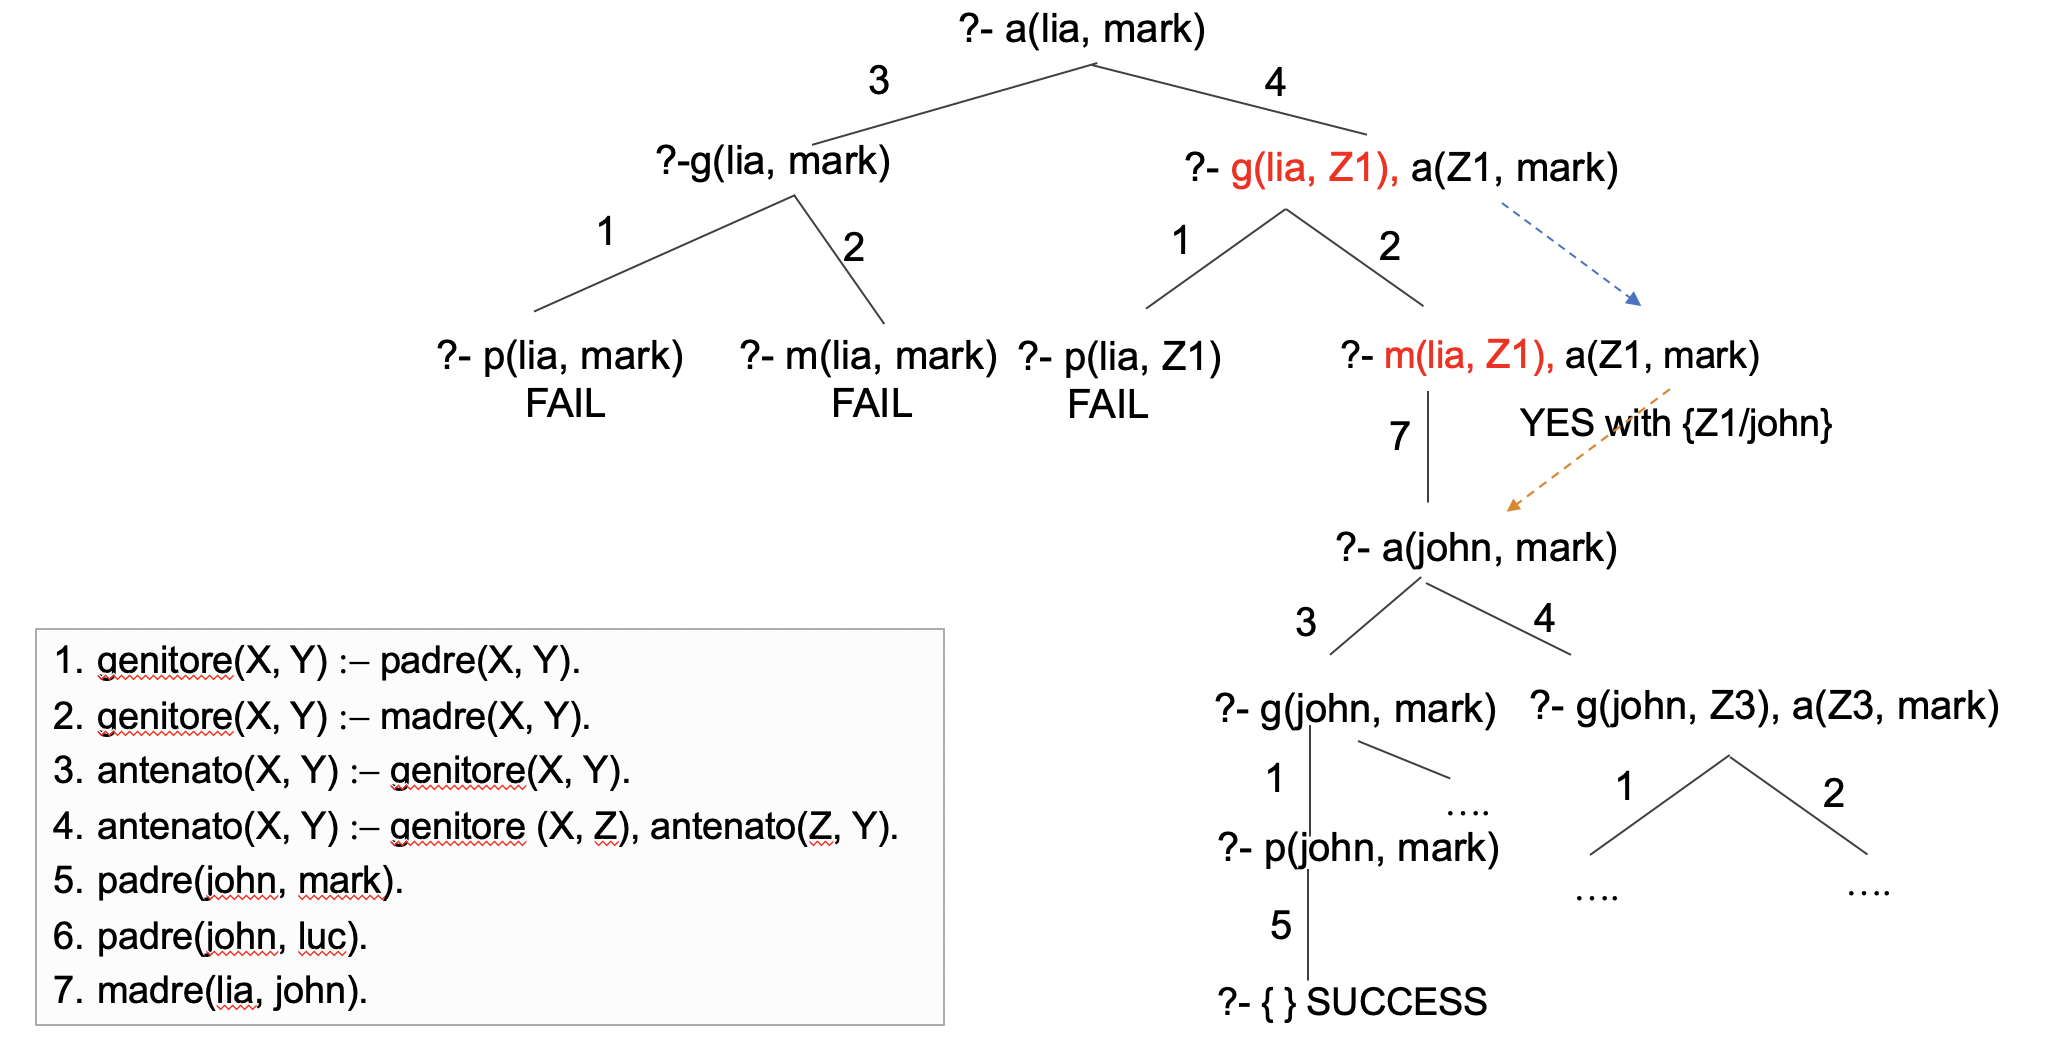 ?- a(lia, mark)
3
4
?-g(lia, mark)
?- g(lia, Z1), a(Z1, mark)
1
2
1
2
?- p(lia, mark)
FAIL
?- m(lia, mark)
FAIL
?- p(lia, Z1)
FAIL
?- m(lia, Z1), a(Z1, mark)
7
YES with {Z1/john}
?- a(john, mark)
3
4
?- g(john, mark)
?- g(john, Z3), a(Z3, mark)
1
....
1
2
?- p(john, mark)
....
....
5
?- { } SUCCESS
1. genitore(X, Y) :– padre(X, Y).
2. genitore(X, Y) :– madre(X, Y).
3. antenato(X, Y) :– genitore(X, Y).
4. antenato(X, Y) :– genitore (X, Z), antenato(Z, Y).
5. padre(john, mark).
6. padre(john, luc).
7. madre(lia, john).